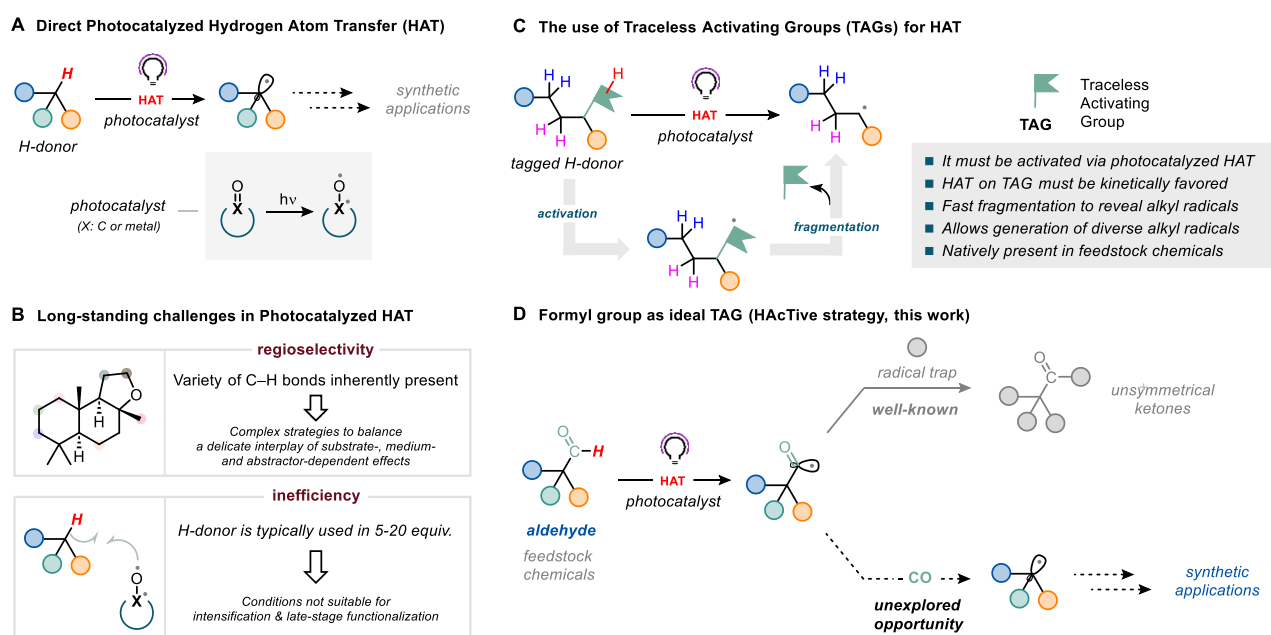 A Direct Photocatalyzed Hydrogen Atom Transfer (HAT)
H
HAT
photocatalyst
H-donor
synthetic
applications
photocatalyst
(X: C or metal)
O
X
hν
O
X
B Long-standing challenges in Photocatalyzed HAT
regioselectivity
O
H
H
Variety of C–H bonds inherently present
Complex strategies to balance
a delicate interplay of substrate-, medium-
and abstractor-dependent effects
inefficiency
H
O
X
H-donor is typically used in 5-20 equiv.
Conditions not suitable for
intensification & late-stage functionalization
C The use of Traceless Activating Groups (TAGs) for HAT
H H
H
H H
tagged H-donor
HAT
photocatalyst
H H
H H
activation
H H
H H
fragmentation
TAG
Traceless
Activating
Group
It must be activated via photocatalyzed HAT
HAT on TAG must be kinetically favored
Fast fragmentation to reveal alkyl radicals
Allows generation of diverse alkyl radicals
Natively present in feedstock chemicals
D Formyl group as ideal TAG (HAcTive strategy, this work)
O
C H
aldehyde
feedstock
chemicals
HAT
photocatalyst
O
C
radical trap
well-known
O
C
unsymmetrical
ketones
CO
unexplored
opportunity
synthetic
applications